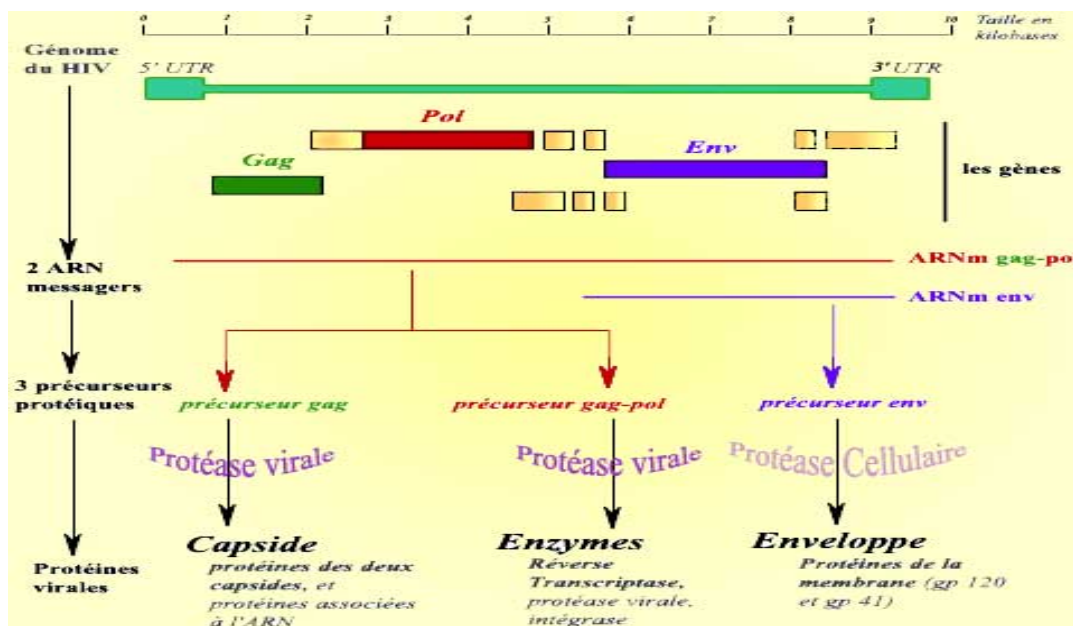 0 1 2 3 4 5 6 7 8 9 10
Taille en
kilobases
Génome
du HIV
5' UTR
3' UTR
Pol
Gag
Env
les gènes
2 ARN
messagers
ARNm gag-po
ARNm env
3 précurseurs
protéiques
précurseur gag
précurseur gag-pol
précurseur env
Protéase virale
Protéase virale
Protéase Cellulaire
Protéines
virales
Capside
protéines des deux
capsides, et
protéines associées
à l'ARN
Enzymes
Réverse
Transcriptase,
protéase virale,
intégrase
Enveloppe
Protéines de la
membrane (gp 120
et gp 41)